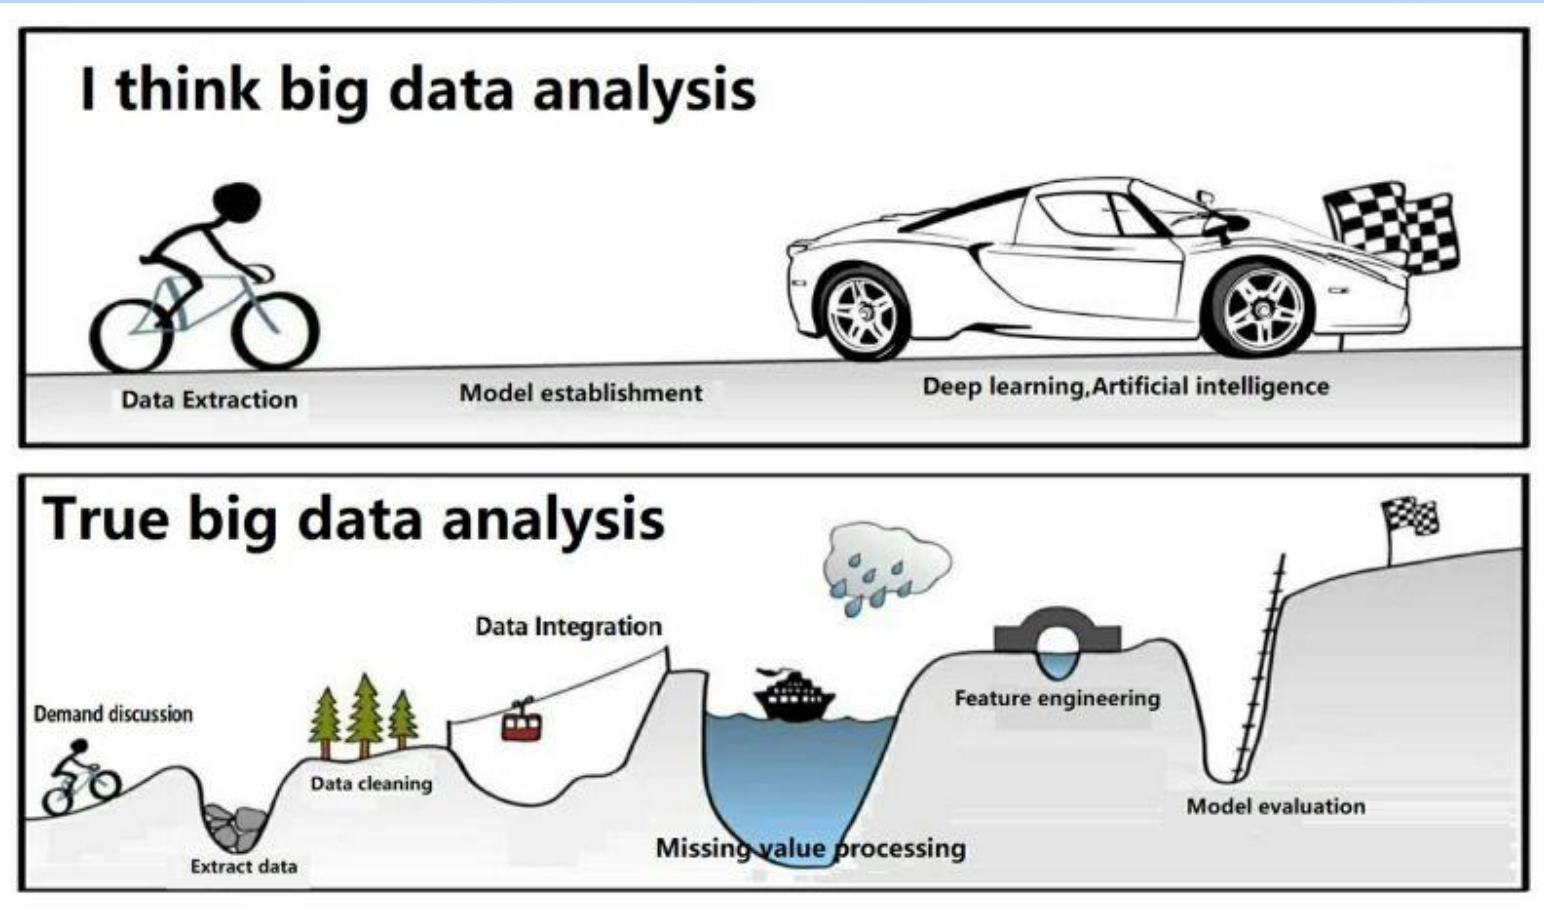 I think big data analysis
Data Extraction
Model establishment
Deep learning,Artificial intelligence
True big data analysis
Data Integration
Demand discussion
Feature engineering
Data cleaning
Model evaluation
Missing value processing
Extract data